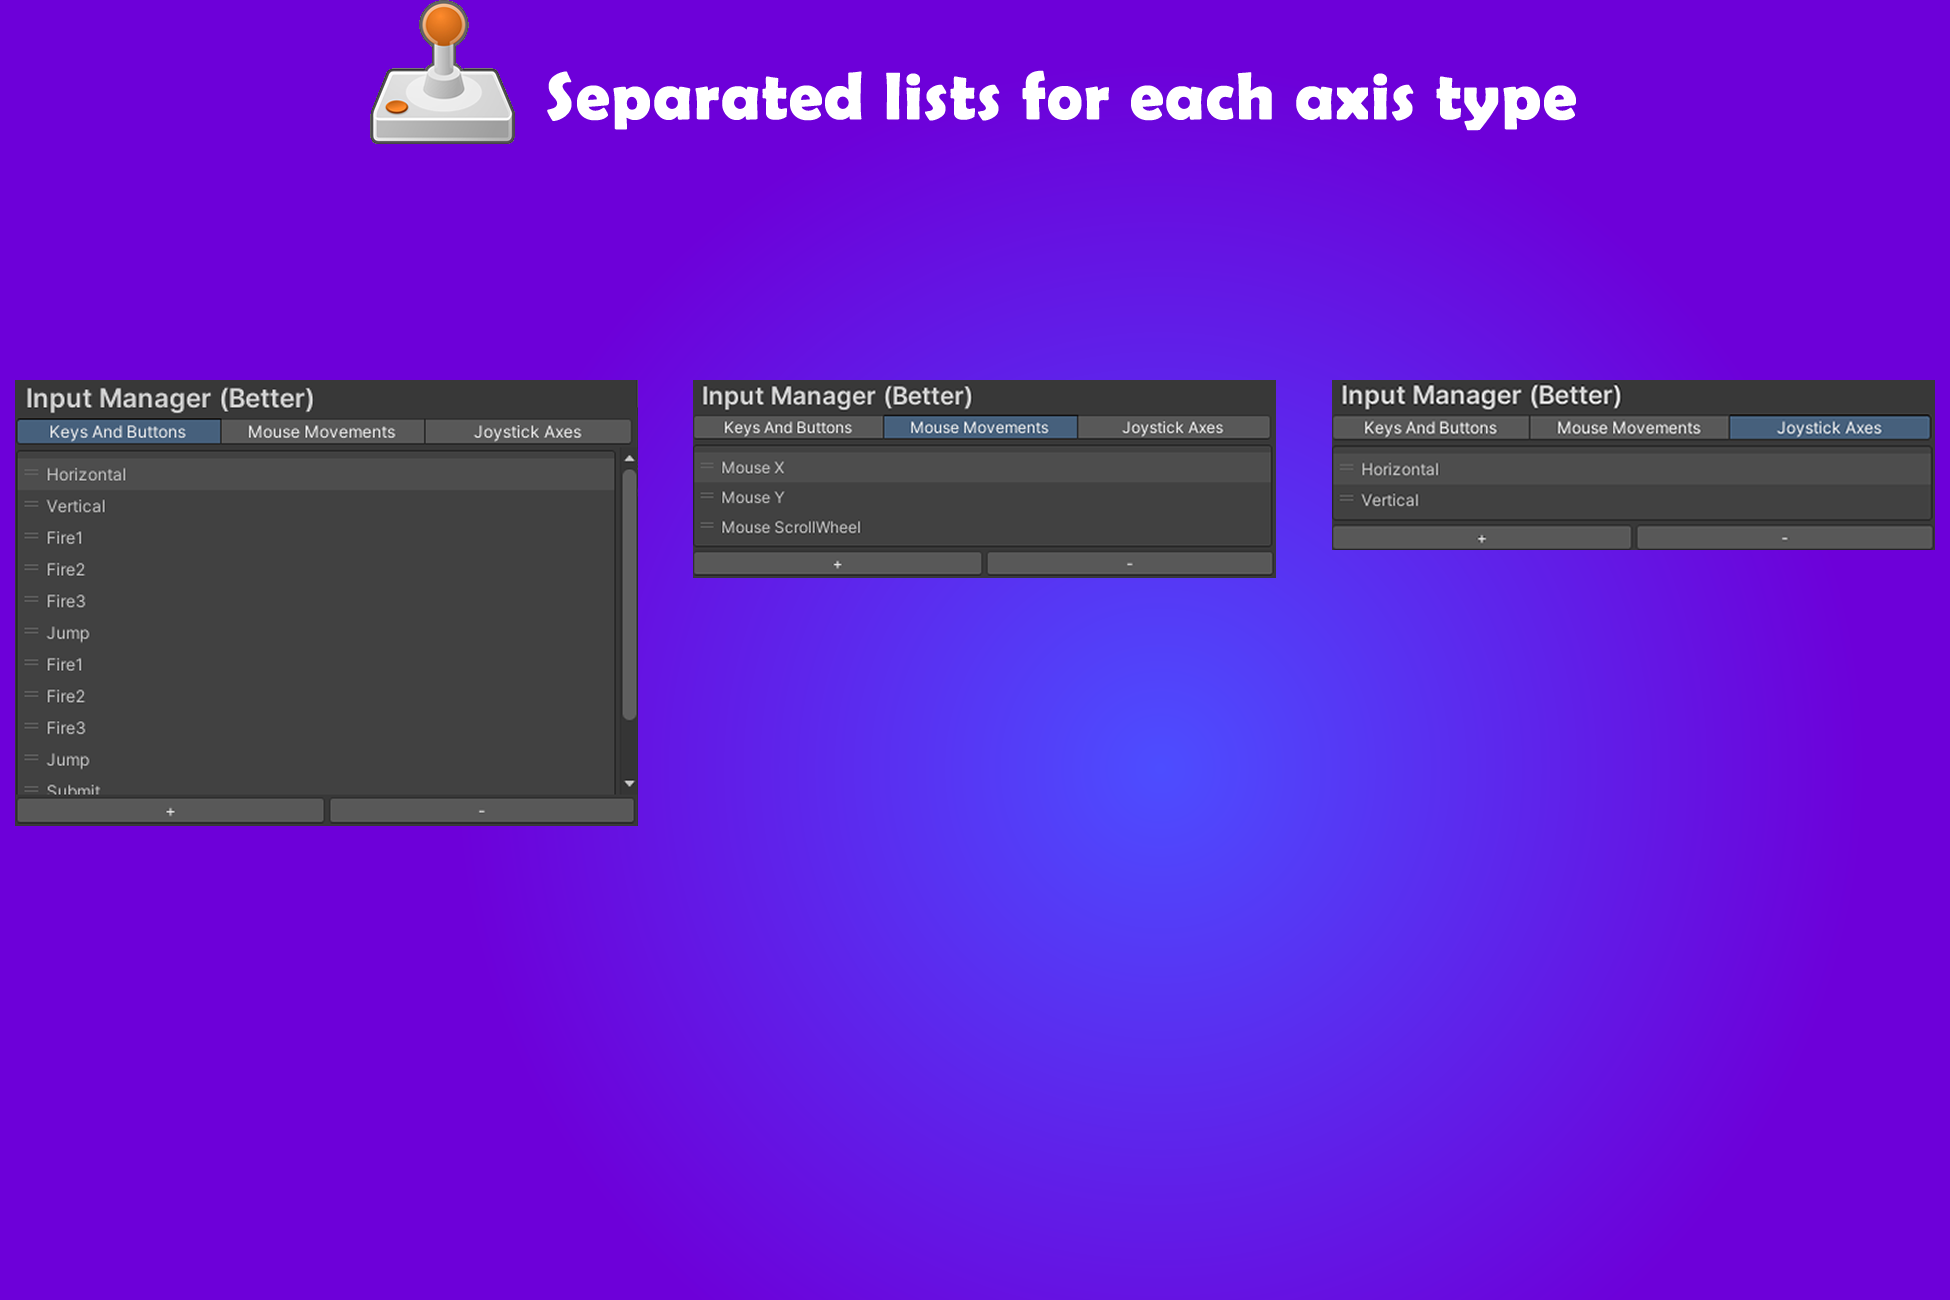 Separated lists for each axis type
Input Manager (Better)
Keys And Buttons
Mouse Movements
Joystick Axes
Horizontal
Vertical
Fire1
Fire2
Fire3
Jump
Fire1
Fire2
Fire3
Jump
Submit
+
-
Input Manager (Better)
Keys And Buttons
Mouse Movements
Joystick Axes
Mouse X
Mouse Y
Mouse ScrollWheel
+
-
Input Manager (Better)
Keys And Buttons
Mouse Movements
Joystick Axes
Horizontal
Vertical
+
-